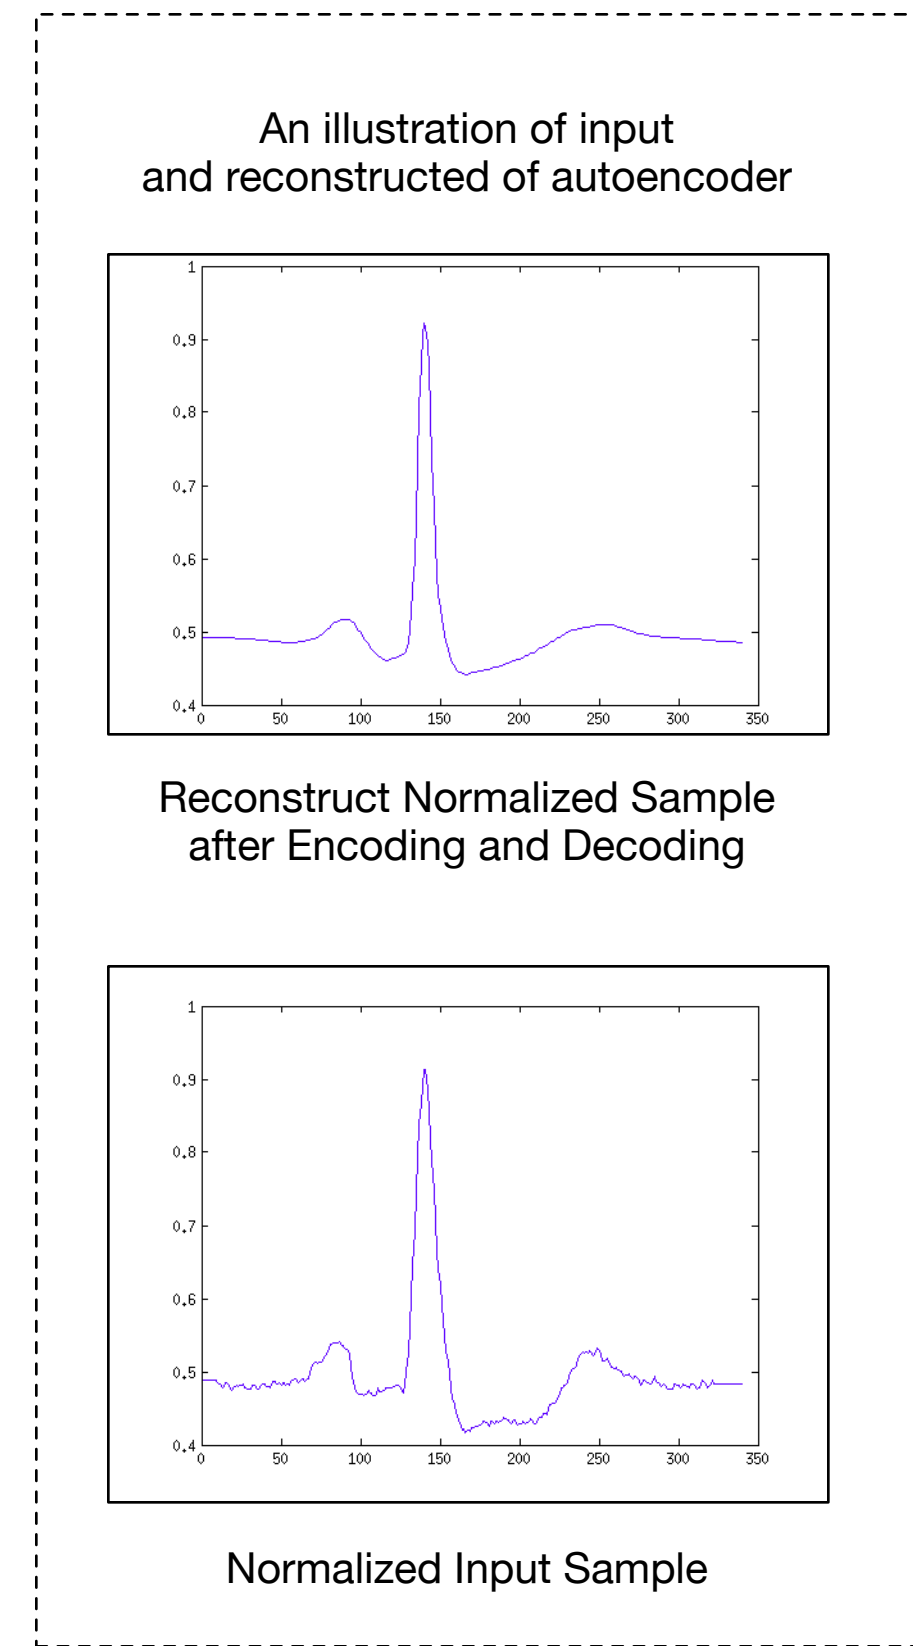 An illustration of input
and reconstructed of autoencoder
1
0.9
0.8
0.7
0.6
0.5
0.4
0 50 100 150 200 250 300 350
Reconstruct Normalized Sample
after Encoding and Decoding
1
0.9
0.8
0.7
0.6
0.5
0.4
0 50 100 150 200 250 300 350
Normalized Input Sample